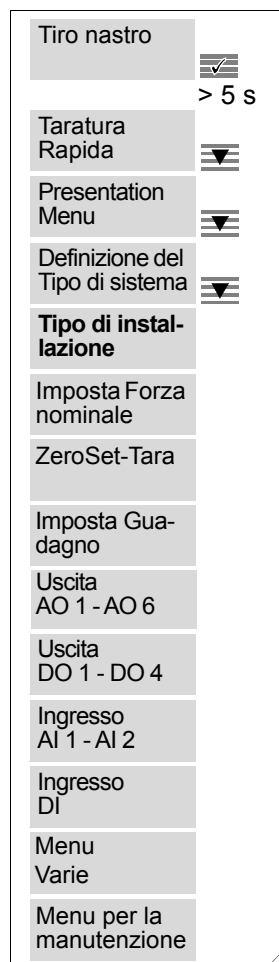 Tiro nastro
✓
> 5 s
Taratura
Rapida
▼
Presentation
Menu
▼
Definizione del
Tipo di sistema
▼
Tipo di instal-
lazione
Imposta Forza
nominale
ZeroSet-Tara
Imposta Gua-
dagno
Uscita
AO 1 - AO 6
Uscita
DO 1 - DO 4
Ingresso
AI 1 - AI 2
Ingresso
DI
Menu
Varie
Menu per la
manutenzione